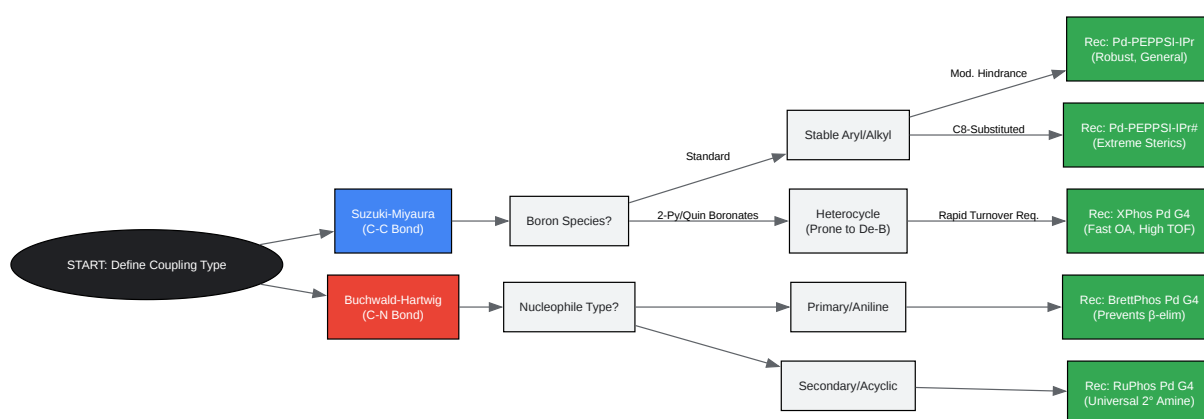 START: Define Coupling Type
Suzuki-Miyaura
(C-C Bond)
Buchwald-Hartwig
(C-N Bond)
Boron Species?
Nucleophile Type?
Standard
2-Py/Quin Boronates
Stable Aryl/Alkyl
Heterocycle
(Prone to De-B)
Primary/Aniline
Secondary/Acyclic
Mod. Hindrance
C8-Substituted
Rapid Turnover Req.
Rec: Pd-PEPPSI-IPr
(Robust, General)
Rec: Pd-PEPPSI-IPr#
(Extreme Sterics)
Rec: XPhos Pd G4
(Fast OA, High TOF)
Rec: BrettPhos Pd G4
(Prevents β-elim)
Rec: RuPhos Pd G4
(Universal 2° Amine)